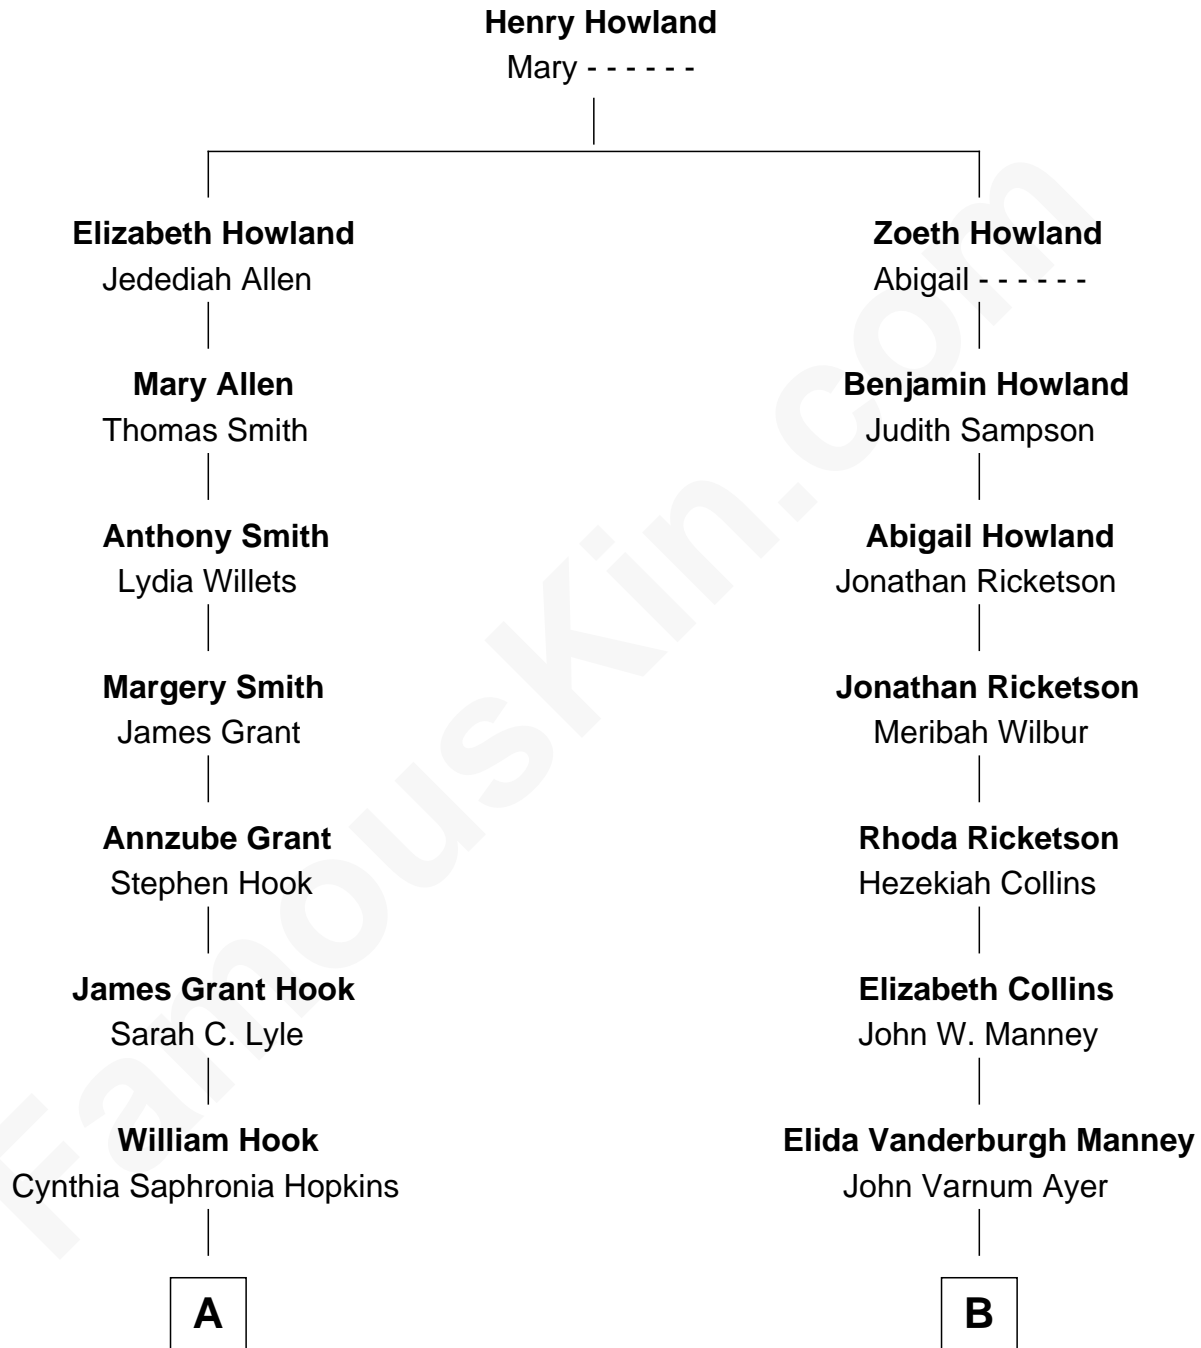 Henry Howland
Mary - - - - - -
Elizabeth Howland
Jedediah Allen
Mary Allen
Thomas Smith
Anthony Smith
Lydia Willets
Margery Smith
James Grant
Annzube Grant
Stephen Hook
James Grant Hook
Sarah C. Lyle
William Hook
Cynthia Saphronia Hopkins
A
Zoeth Howland
Abigail - - - - - -
Benjamin Howland
Judith Sampson
Abigail Howland
Jonathan Ricketson
Jonathan Ricketson
Meribah Wilbur
Rhoda Ricketson
Hezekiah Collins
Elizabeth Collins
John W. Manney
Elida Vanderburgh Manney
John Varnum Ayer
B
FamousKin.com